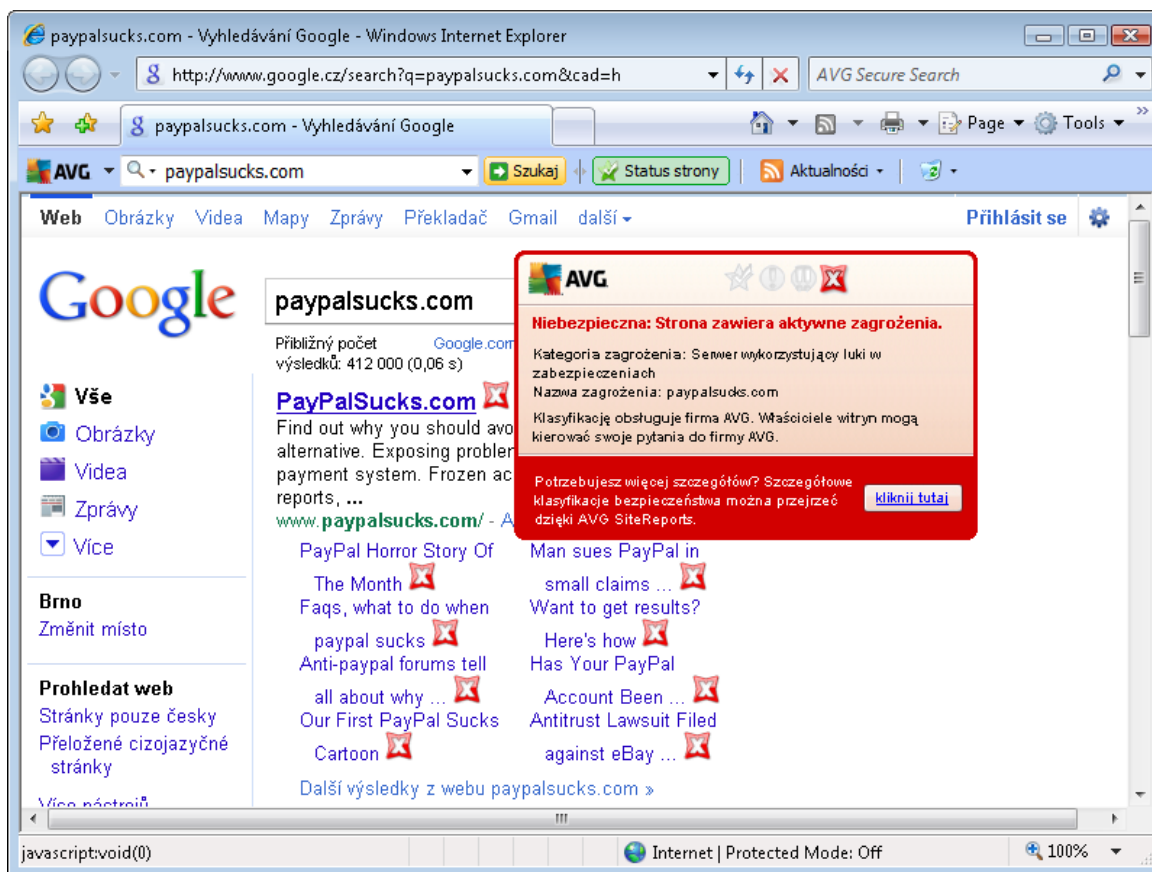 paypalsucks.com - Vyhledávání Google - Windows Internet Explorer
http://www.google.cz/search?q=paypalsucks.com&cad=h
AVG Secure Search
paypalsucks.com - Vyhledávání Google
Page
Tools
AVG
paypalsucks.com
Szukaj
Status strony
Aktualności
Web Obrázky Videa Mapy Zprávy Překladač Gmail další
Přihlásit se
Google
paypalsucks.com
Přibližný počet
výsledků: 412 000 (0,06 s)
Google.com
Vše
Obrázky
Videa
Zprávy
Více
Brno
Změnit místo
Prohledat web
Stránky pouze česky
Přeložené cizojazyčné
stránky
Více nástrojů
PayPalSucks.com
Find out why you should avo
alternative. Exposing problem
payment system. Frozen ac
reports, ...
www.paypalsucks.com/ - A
PayPal Horror Story Of
The Month
Faqs, what to do when
paypal sucks
Anti-paypal forums tell
all about why ...
Our First PayPal Sucks
Cartoon
Man sues PayPal in
small claims ...
Want to get results?
Here's how
Has Your PayPal
Account Been ...
Antitrust Lawsuit Filed
against eBay ...
Další výsledky z webu paypalsucks.com »
AVG
Niebezpieczna: Strona zawiera aktywne zagrożenia.
Kategoria zagrożenia: Serwer wykorzystujący luki w
zabezpieczeniach
Nazwa zagrożenia: paypalsucks.com
Klasyfikację obsługuje firma AVG. Właściciele witryn mogą
kierować swoje pytania do firmy AVG.
Potrzebujesz więcej szczegółów? Szczegółowe
klasyfikacje bezpieczeństwa można przejrzeć
dzięki AVG SiteReports.
kliknij tutaj
javascript:void(0)
Internet | Protected Mode: Off
100%